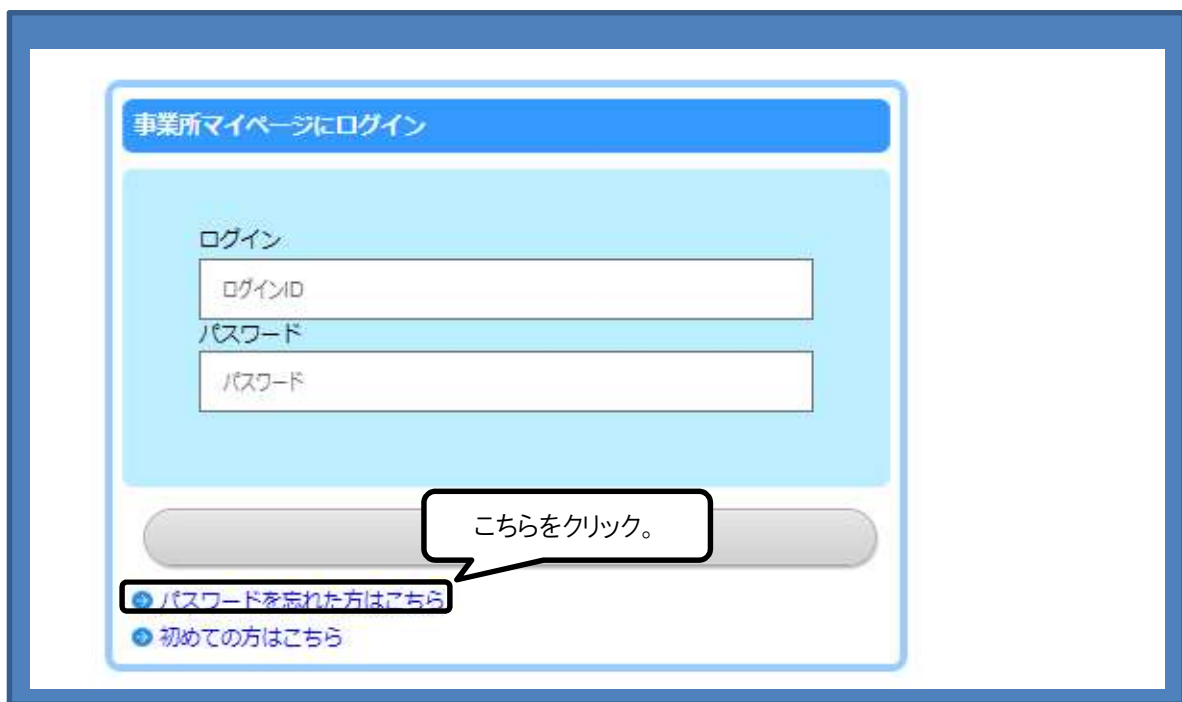 事業所マイページにログイン
ログイン
ログインID
パスワード
パスワード
こちらをクリック。
パスワードを忘れた方はこちら
初めての方はこちら